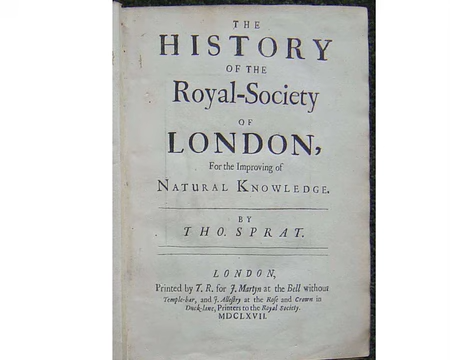 THE
HISTORY
OF THE
Royal-Society
OF
LONDON,
For the Improving of
NATURAL KNOWLEDGE.
BY
THO. SPRAT.
LONDON,
Printed by T. R. for J. Martyn at the Bell without
Temple-bar, and J. Allestry at the Rose and Crown in
Duck-lane, Printers to the Royal Society.
MDCLXVII.